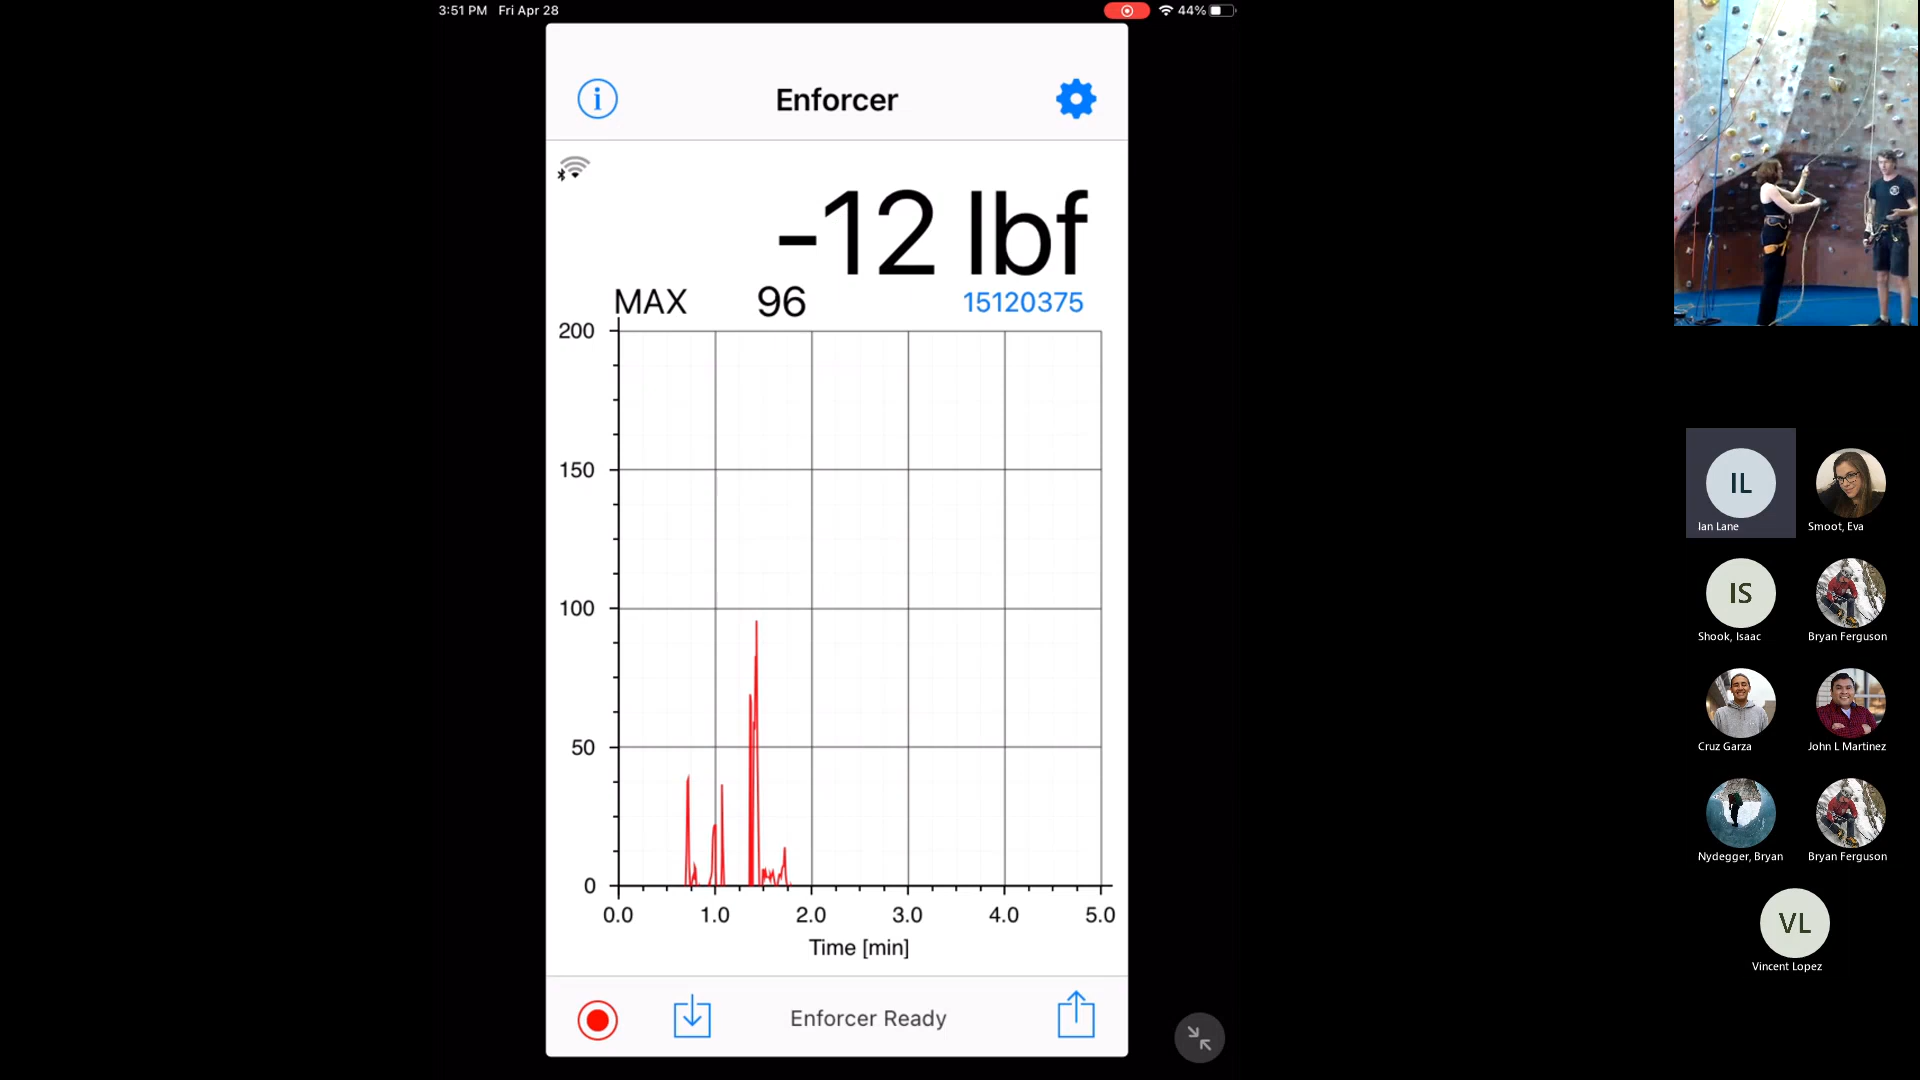 3:51 PM Fri Apr 28
44%
i
Enforcer
-12 lbf
MAX 96 15120375
200
150
100
50
0
0.0 1.0 2.0 3.0 4.0 5.0
Time [min]
Enforcer Ready
IL
Ian Lane
Smoot, Eva
IS
Shook, Isaac
Bryan Ferguson
Cruz Garza
John L Martinez
Nydegger, Bryan
Bryan Ferguson
VL
Vincent Lopez